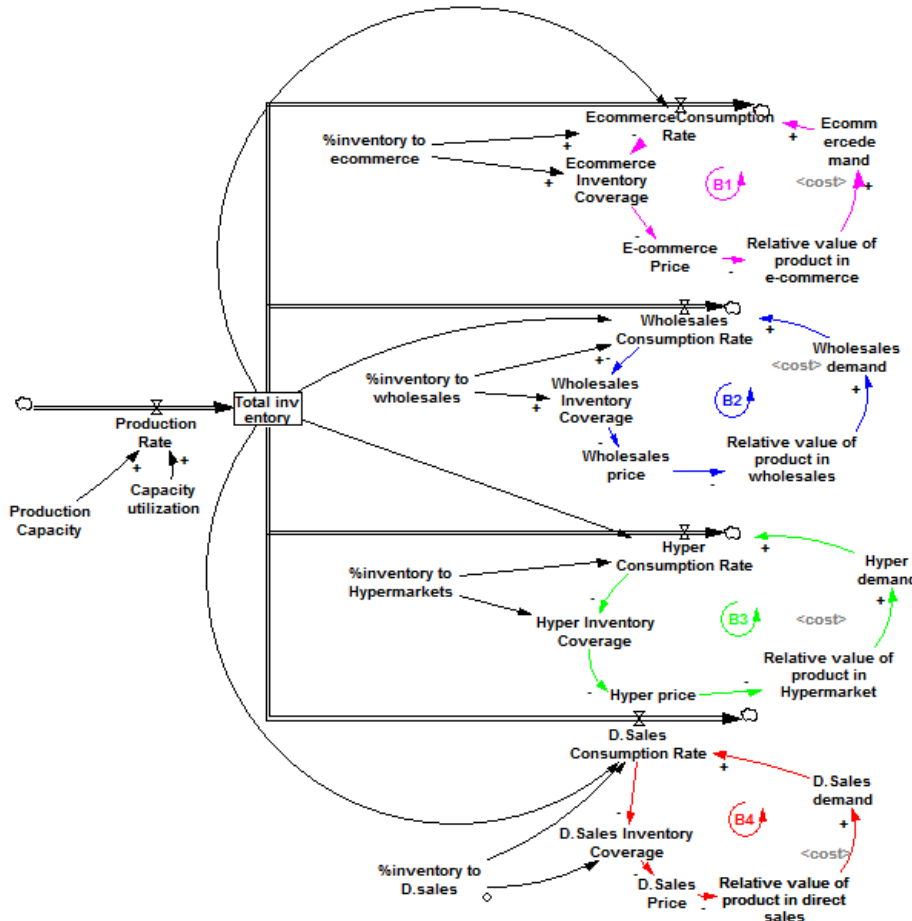 EcommerceConsumption
Rate
Ecomm
ercede
mand
%inventory to
ecommerce
-
+
+
Ecommerce
Inventory
Coverage
+
B1
<cost>
+
-
E-commerce
Price
-
Relative value of
product in
e-commerce
Wholesales
Consumption Rate
+
Wholesales
demand
+-
<cost>
+
%inventory to
wholesales
Wholesales
Inventory
Coverage
+
B2
Total inv
entory
Production
Rate
+
+
-
Wholesales
price
-
Relative value of
product in
wholesales
Production
Capacity
Capacity
utilization
Hyper
Consumption Rate
+
Hyper
demand
%inventory to
Hypermarkets
-
+
Hyper Inventory
Coverage
B3
<cost>
-
Hyper price
-
Relative value of
product in
Hypermarket
D.Sales
Consumption Rate
+
D.Sales
demand
-
D.Sales Inventory
Coverage
B4
+
<cost>
%inventory to
D.sales
-
D.Sales
Price
-
Relative value of
product in direct
sales